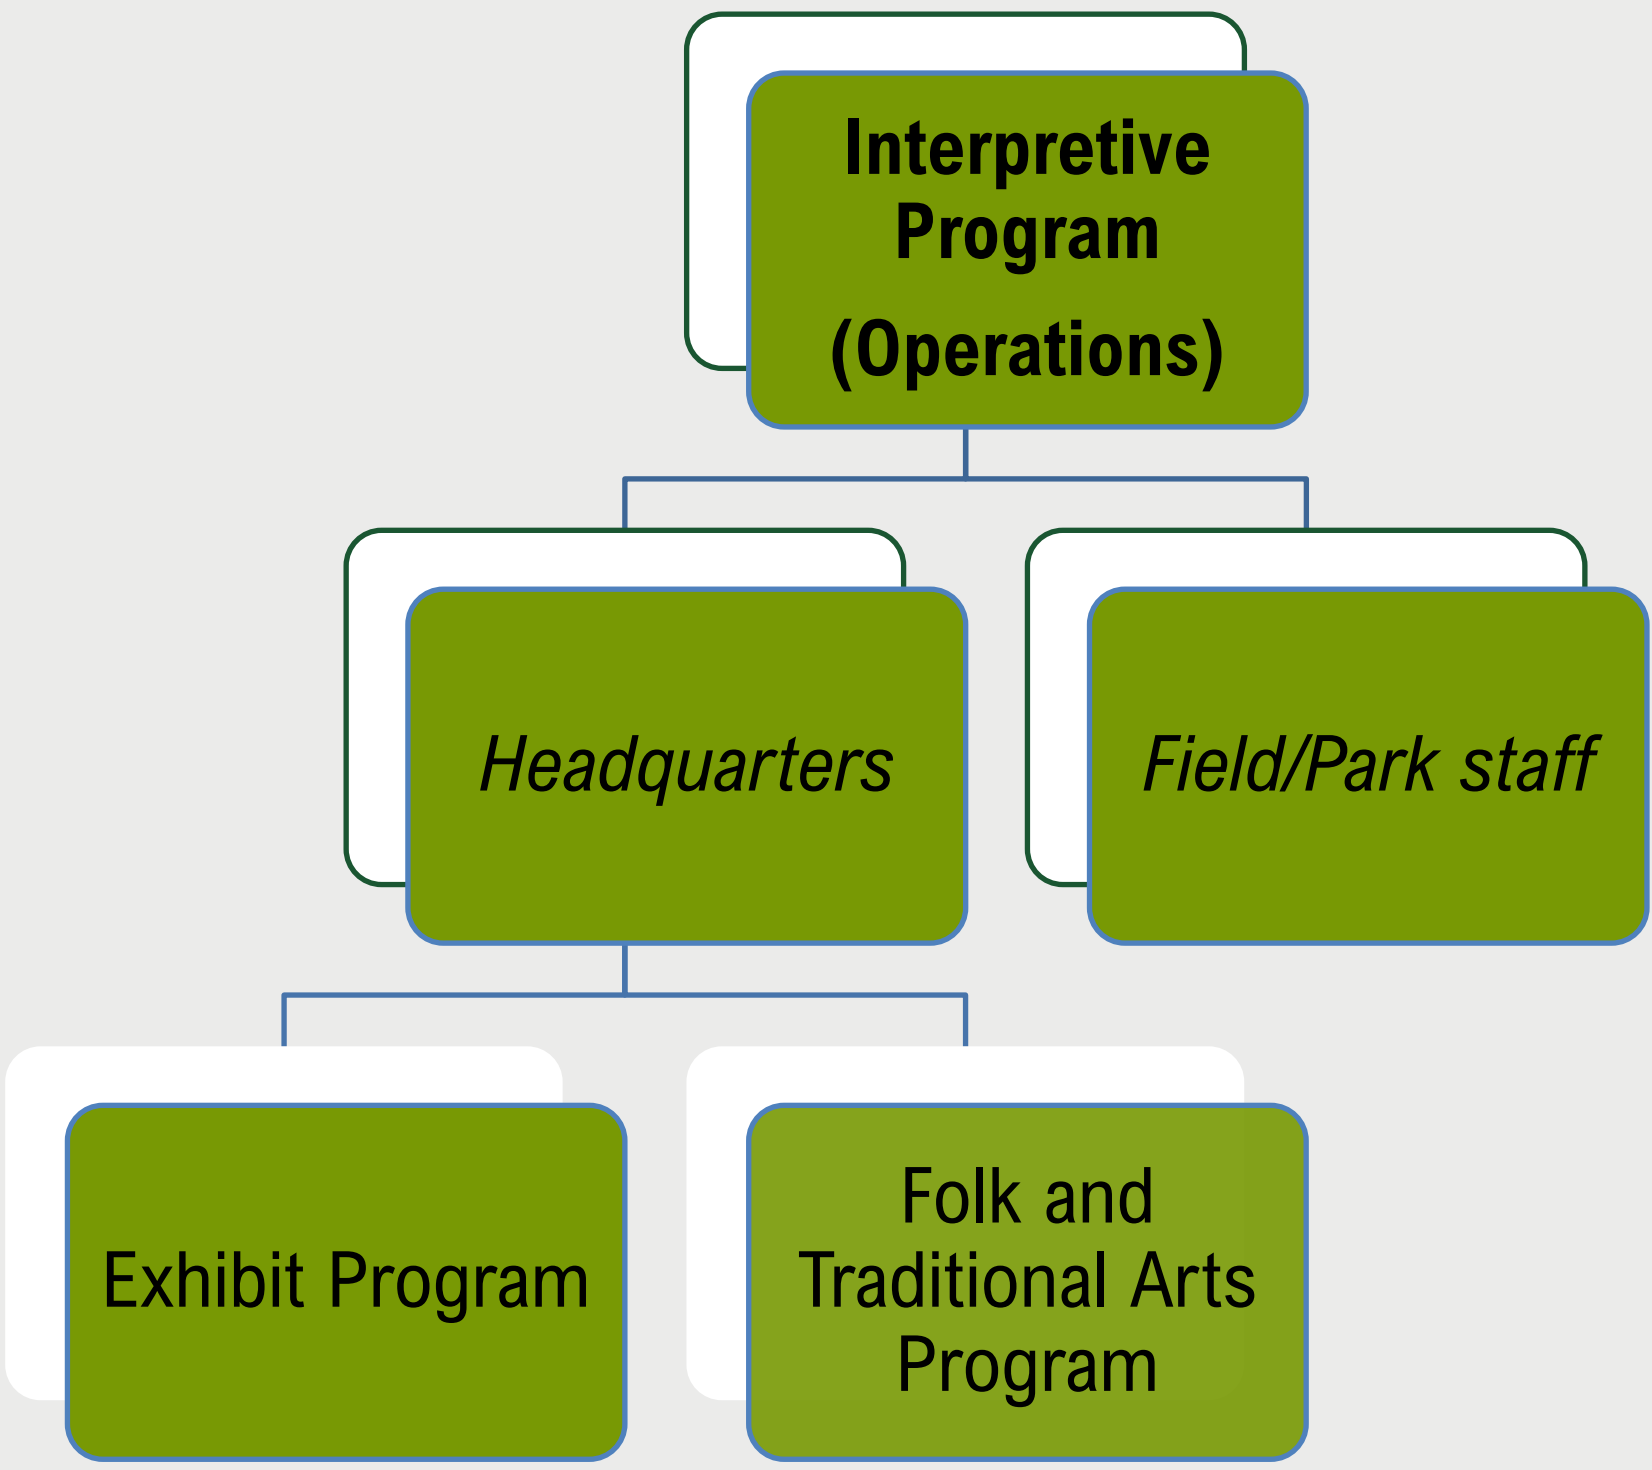 Interpretive
Program
(Operations)
Headquarters
Field/Park staff
Exhibit Program
Folk and
Traditional Arts
Program